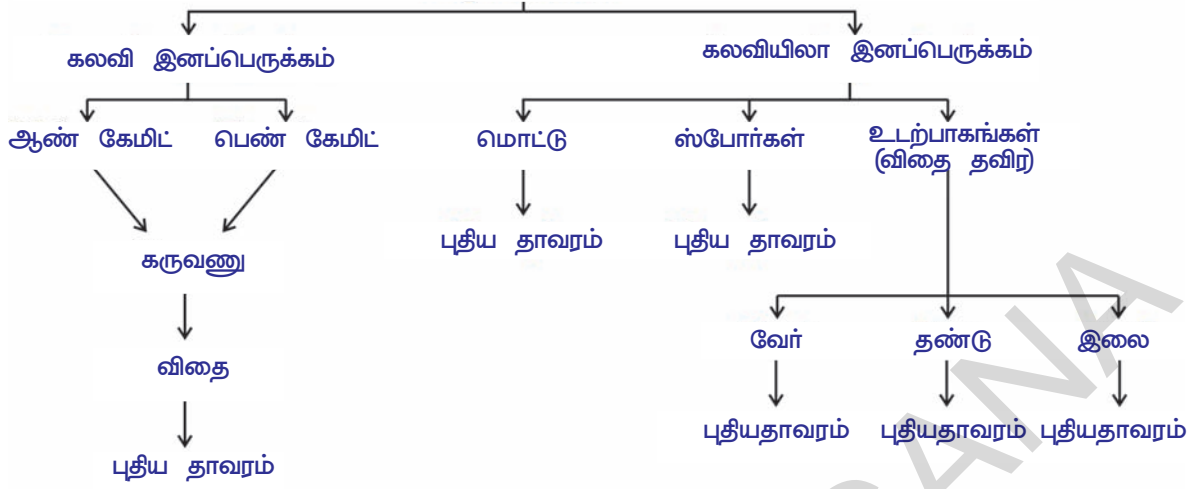 கலவி இனப்பெருக்கம்
கலவியிலா இனப்பெருக்கம்
ஆண் கேமிட்
பெண் கேமிட்
மொட்டு
ஸ்போர்கள்
உடற்பாகங்கள்
(விதை தவிர)
புதிய தாவரம்
புதிய தாவரம்
கருவணு
வேர்
தண்டு
இலை
விதை
புதியதாவரம்
புதியதாவரம்
புதியதாவரம்
புதிய தாவரம்